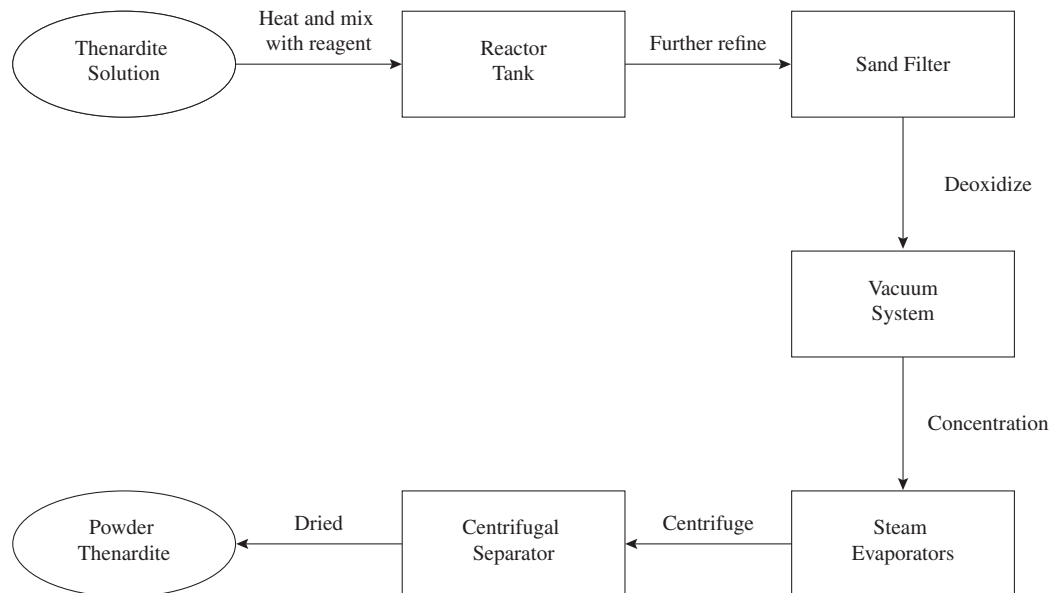 Thenardite
Solution
Heat and mix
with reagent
Reactor
Tank
Further refine
Sand Filter
Deoxidize
Vacuum
System
Concentration
Steam
Evaporators
Centrifuge
Centrifugal
Separator
Dried
Powder
Thenardite